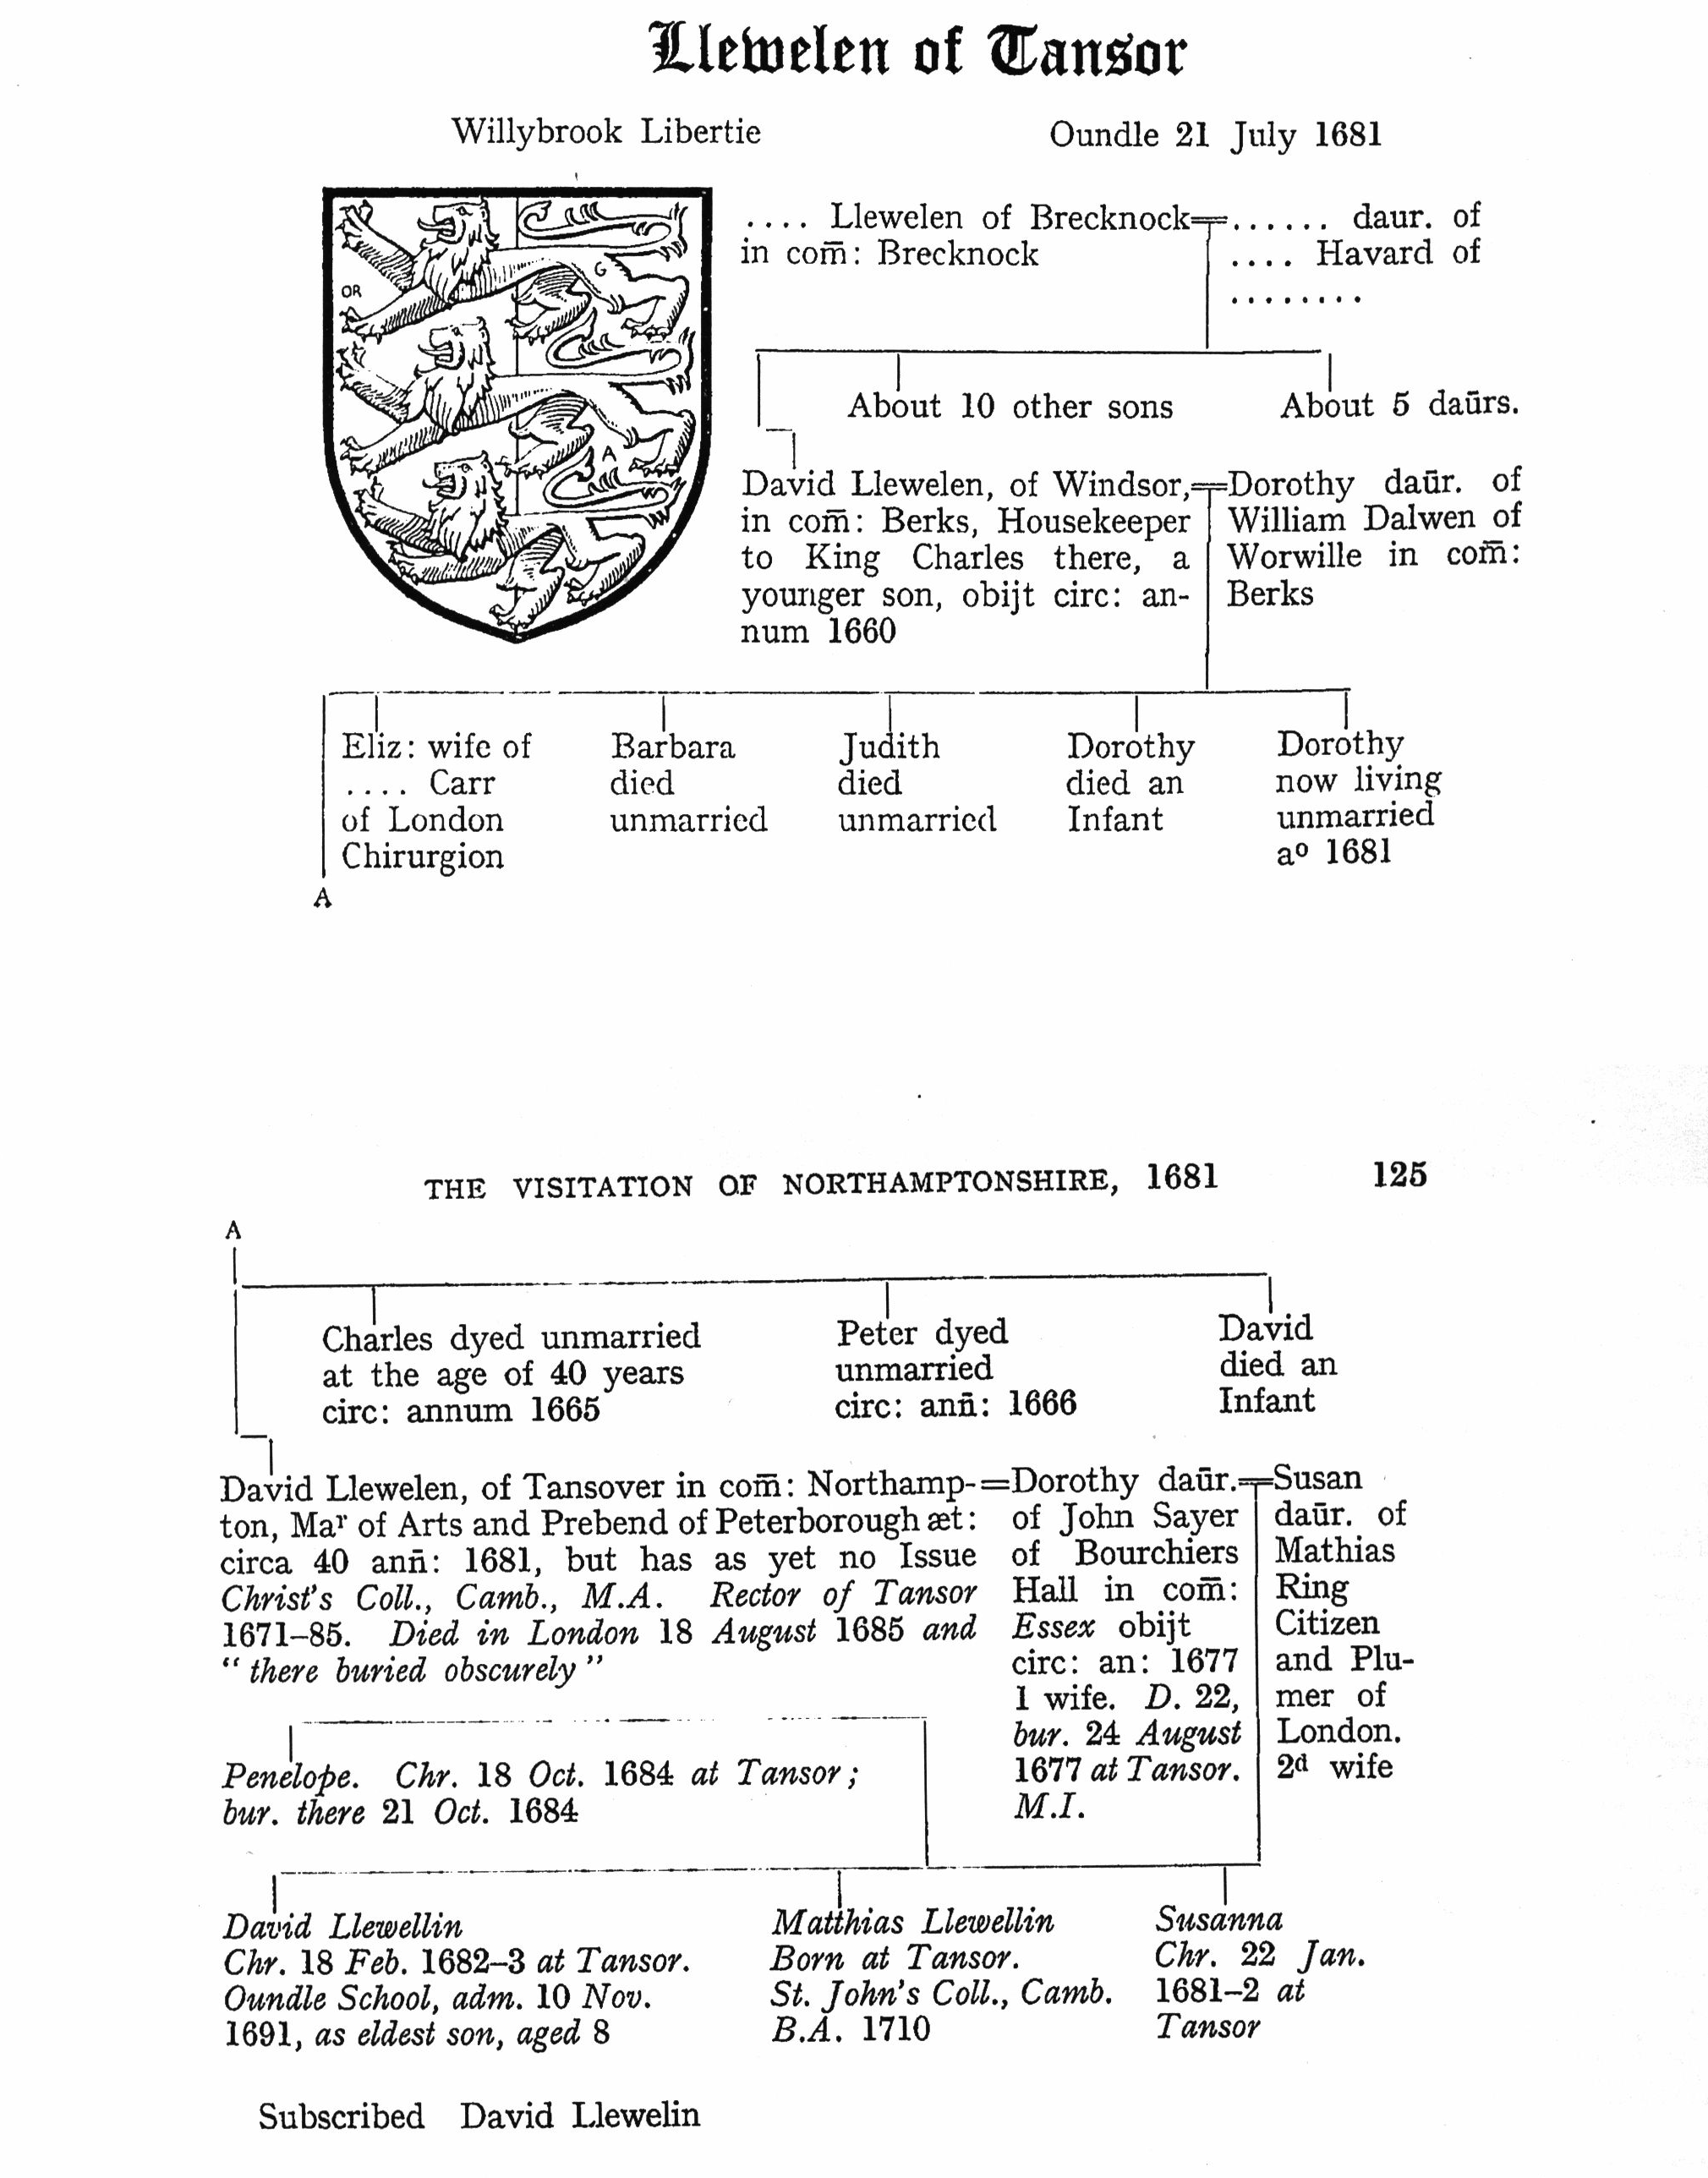 Llewelen of Tansor
Willybrook Libertie
Oundle 21 July 1681
OR
G
A
.... Llewelen of Brecknock
in com̄: Brecknock
...... daur. of
.... Havard of
........
About 10 other sons
About 5 daūrs.
David Llewelen, of Windsor,
in com̄: Berks, Housekeeper
to King Charles there, a
younger son, obijt circ: an-
num 1660
Dorothy daūr. of
William Dalwen of
Worwille in com̄:
Berks
Eliz: wife of
.... Carr
of London
Chirurgion
Barbara
died
unmarried
Judith
died
unmarried
Dorothy
died an
Infant
Dorothy
now living
unmarried
aº 1681
A
THE VISITATION OF NORTHAMPTONSHIRE, 1681 125
A
Charles dyed unmarried
at the age of 40 years
circ: annum 1665
Peter dyed
unmarried
circ: ann̄: 1666
David
died an
Infant
David Llewelen, of Tansover in com̄: Northamp-
ton, Maʳ of Arts and Prebend of Peterborough æt:
circa 40 ann̄: 1681, but has as yet no Issue
Christ's Coll., Camb., M.A. Rector of Tansor
1671–85. Died in London 18 August 1685 and
“there buried obscurely”
=Dorothy daūr.
of John Sayer
of Bourchiers
Hall in com̄:
Essex obijt
circ: an: 1677
1 wife. D. 22,
bur. 24 August
1677 at Tansor.
M.I.
Susan
daūr. of
Mathias
Ring
Citizen
and Plu-
mer of
London.
2ᵈ wife
Penelope. Chr. 18 Oct. 1684 at Tansor;
bur. there 21 Oct. 1684
David Llewellin
Chr. 18 Feb. 1682–3 at Tansor.
Oundle School, adm. 10 Nov.
1691, as eldest son, aged 8
Matthias Llewellin
Born at Tansor.
St. John's Coll., Camb.
B.A. 1710
Susanna
Chr. 22 Jan.
1681–2 at
Tansor
Subscribed David Llewelin